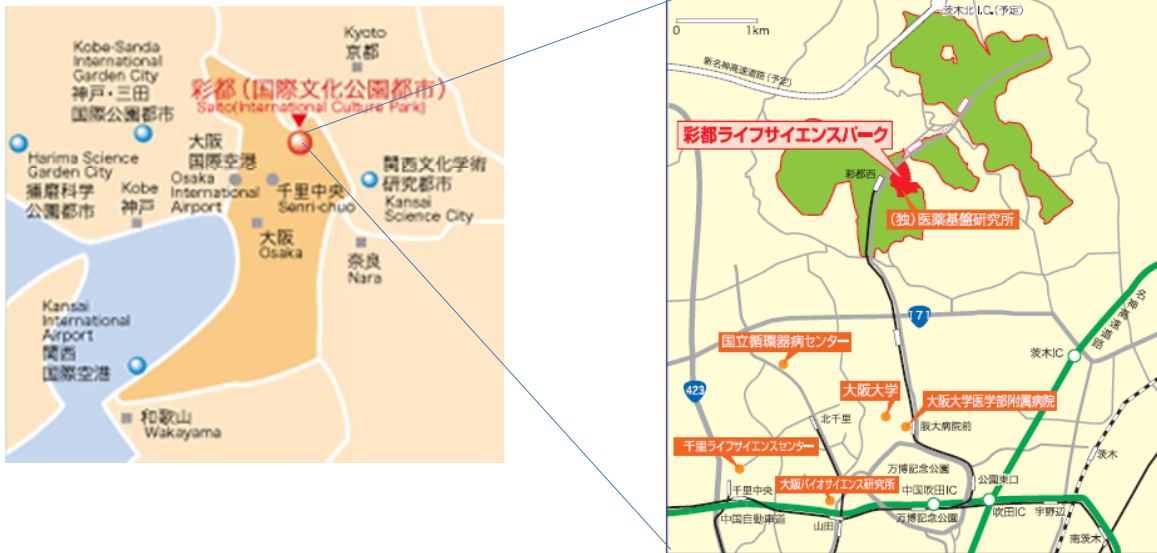 Kobe-Sanda
International
Garden City
神戸・三田
国際公園都市
Kyoto
京都
彩都(国際文化公園都市)
Saito(International Culture Park)
Harima Science
Garden City
播磨科学
公園都市
Kobe
神戸
大阪
国際空港
Osaka
International
Airport
千里中央
Senri-chuo
関西文化学術
研究都市
Kansai
Science City
大阪
Osaka
奈良
Nara
Kansai
International
Airport
関西
国際空港
和歌山
Wakayama
0 1km
茨木北I.C.(予定)
新名神高速道路(予定)
彩都ライフサイエンスパーク
彩都西
(独)医薬基盤研究所
171
名神高速道路
国立循環器病センター
茨木IC
423
大阪大学
大阪大学医学部附属病院
北千里
阪大病院前
千里ライフサイエンスセンター
茨木
万博記念公園
公園東口
千里中央
大阪バイオサイエンス研究所
中国吹田IC
中国自動車道
山田
万博記念公園
吹田IC
宇野辺
南茨木